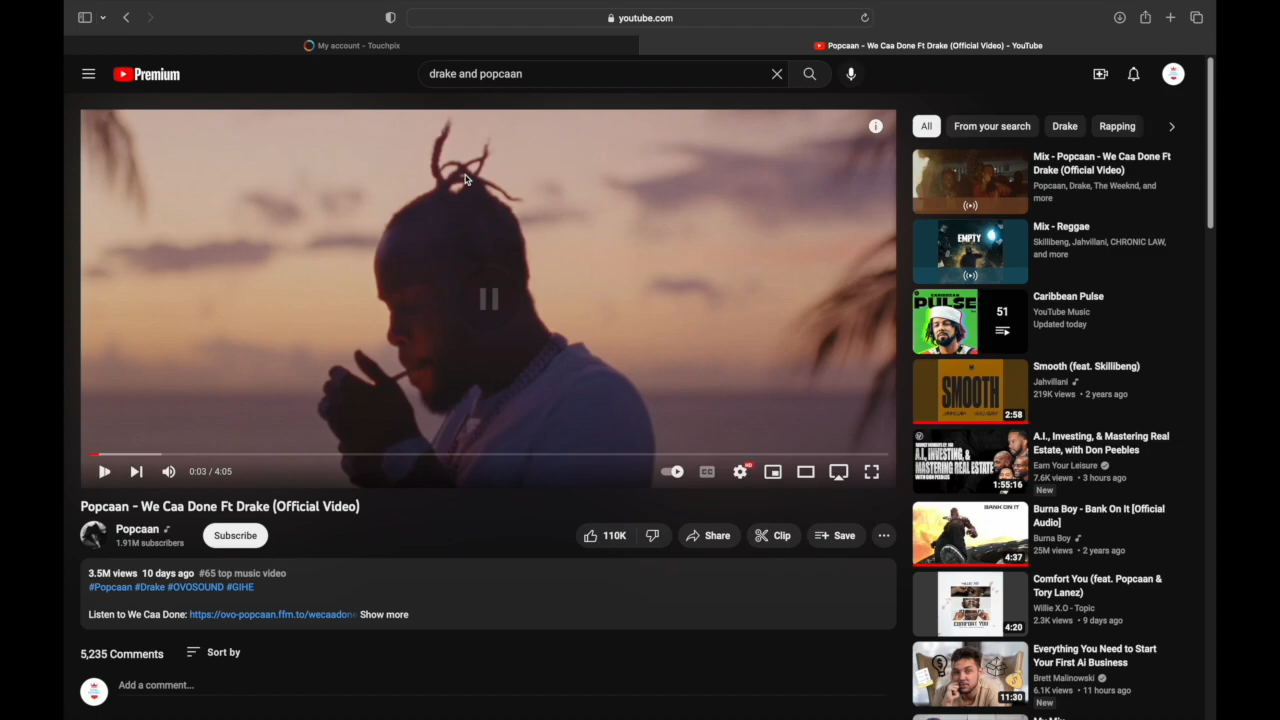 youtube.com
My account - Touchpix
Popcaan - We Caa Done Ft Drake (Official Video) - YouTube
Premium
drake and popcaan
All
From your search
Drake
Rapping
Mix - Popcaan - We Caa Done Ft
Drake (Official Video)
Popcaan, Drake, The Weeknd, and
more
EMPTY
Mix - Reggae
Skillibeng, Jahvillani, CHRONIC LAW,
and more
CARIBBEAN
PULSE
51
Caribbean Pulse
YouTube Music
Updated today
SMOOTH
2:58
Smooth (feat. Skillibeng)
Jahvillani
219K views • 2 years ago
A.I., INVESTING, &
MASTERING REAL
ESTATE
1:55:16
A.I., Investing, & Mastering Real
Estate, with Don Peebles
Earn Your Leisure
7.6K views • 3 hours ago
New
BANK ON IT
4:37
Burna Boy - Bank On It [Official
Audio]
Burna Boy
25M views • 2 years ago
COMFORT YOU
4:20
Comfort You (feat. Popcaan &
Tory Lanez)
Willie X.O - Topic
2.3K views • 9 days ago
11:30
Everything You Need to Start
Your First Ai Business
Brett Malinowski
6.1K views • 11 hours ago
New
0:03 / 4:05
CC
HD
Popcaan - We Caa Done Ft Drake (Official Video)
Popcaan
1.91M subscribers
Subscribe
110K
Share
Clip
Save
3.5M views 10 days ago #65 top music video
#Popcaan #Drake #OVOSOUND #GIHE
Listen to We Caa Done: https://ovo-popcaan.ffm.to/wecaadone Show more
5,235 Comments
Sort by
Add a comment...